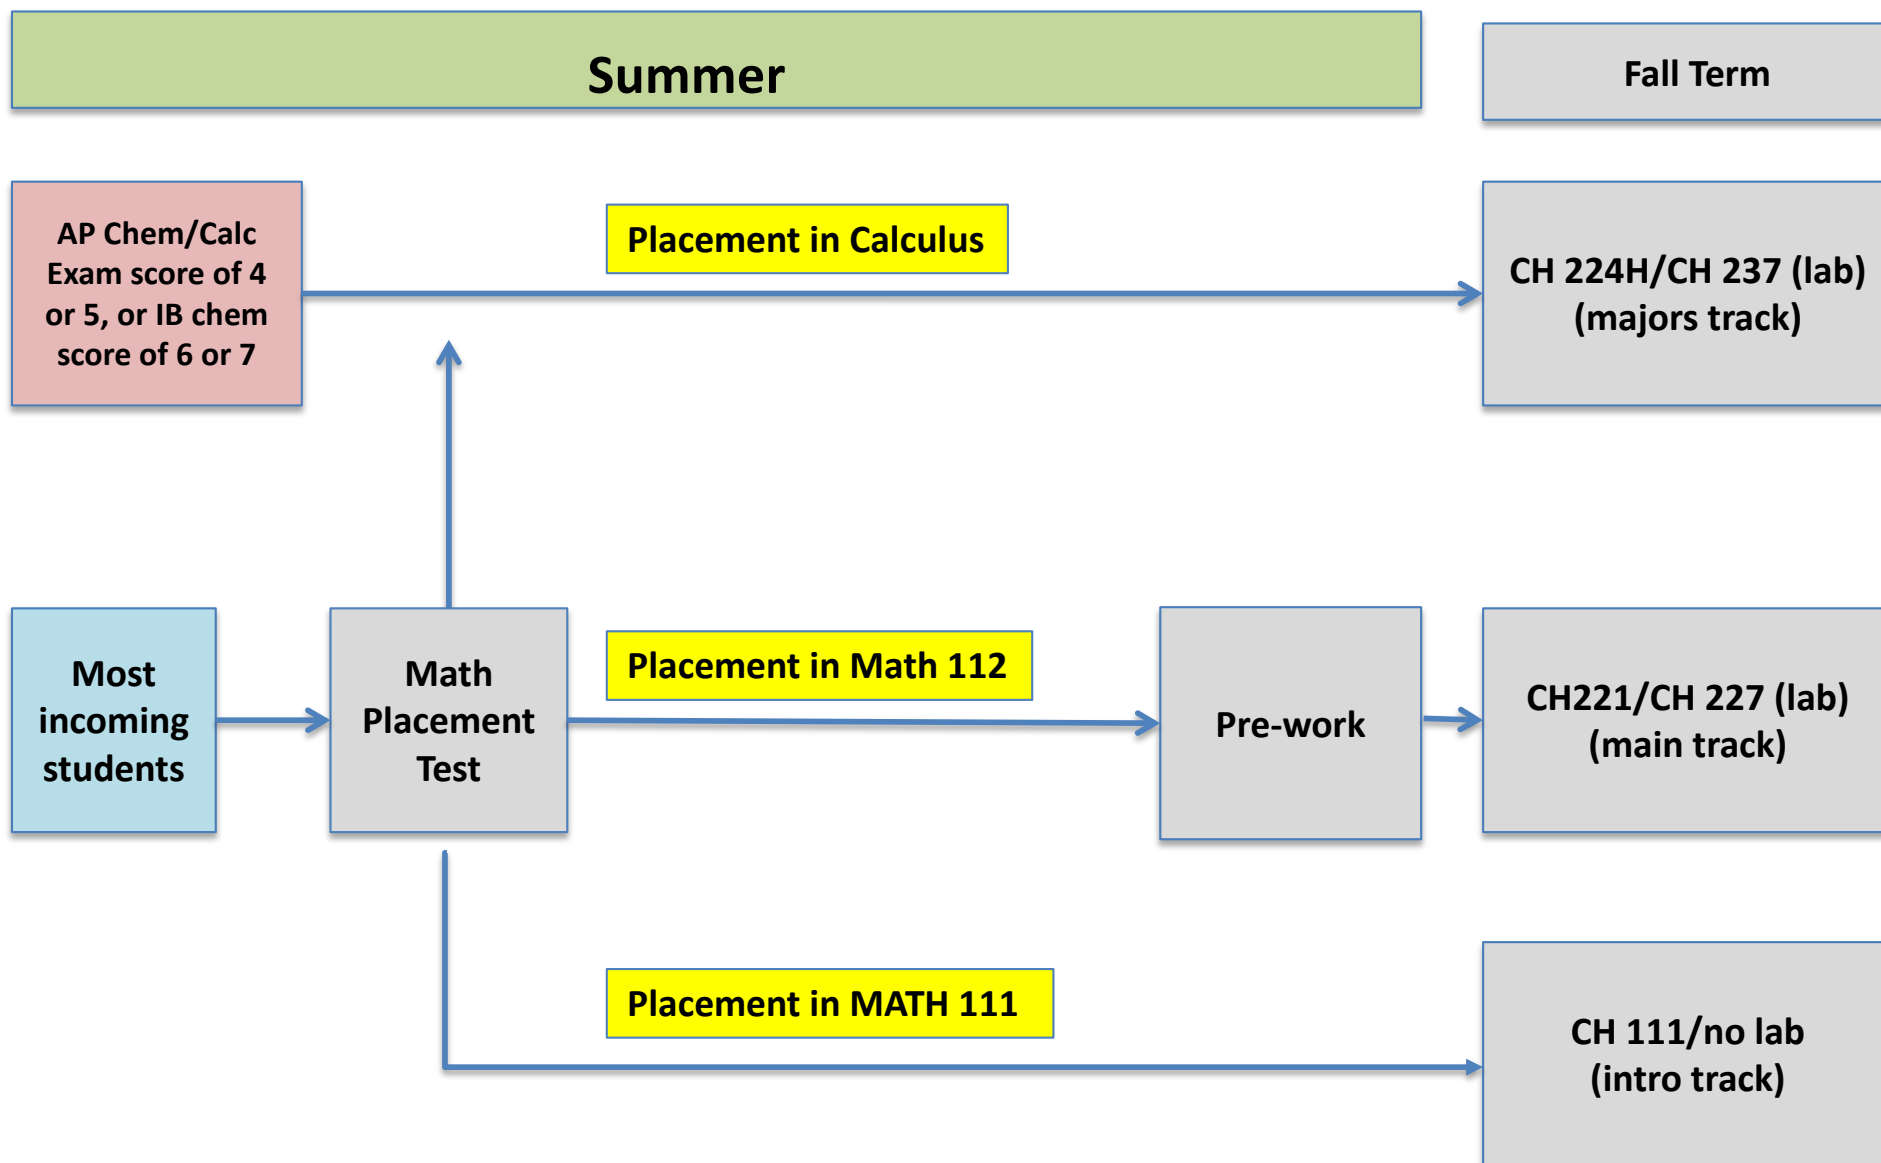 Summer
Fall Term
AP Chem/Calc
Exam score of 4
or 5, or IB chem
score of 6 or 7
Placement in Calculus
CH 224H/CH 237 (lab)
(majors track)
Most
incoming
students
Math
Placement
Test
Placement in Math 112
Pre-work
CH221/CH 227 (lab)
(main track)
Placement in MATH 111
CH 111/no lab
(intro track)